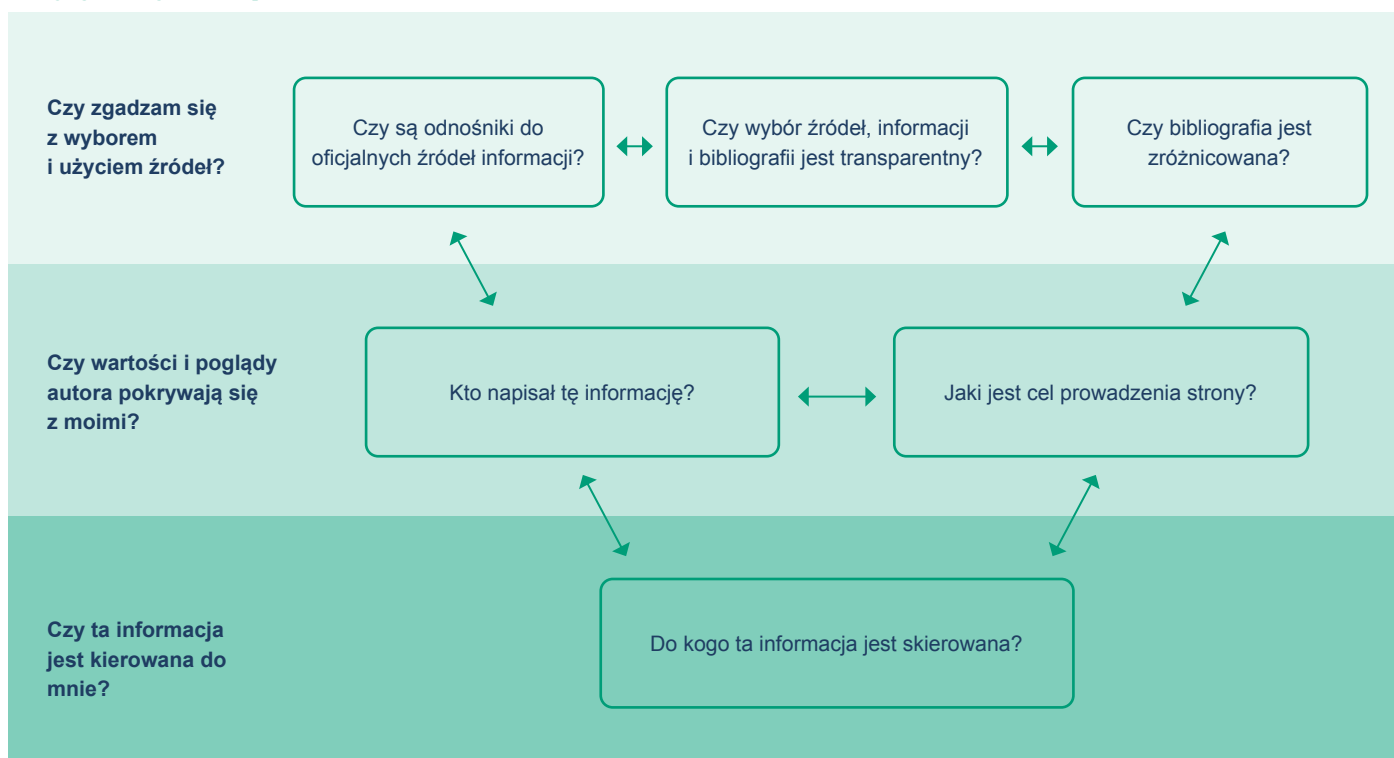 Czy zgadzam się
z wyborem
i użyciem źródeł?
Czy są odnośniki do
oficjalnych źródeł informacji?
Czy wybór źródeł, informacji
i bibliografii jest transparentny?
Czy bibliografia jest
zróżnicowana?
Czy wartości i poglądy
autora pokrywają się
z moimi?
Kto napisał tę informację?
Jaki jest cel prowadzenia strony?
Czy ta informacja
jest kierowana do
mnie?
Do kogo ta informacja jest skierowana?